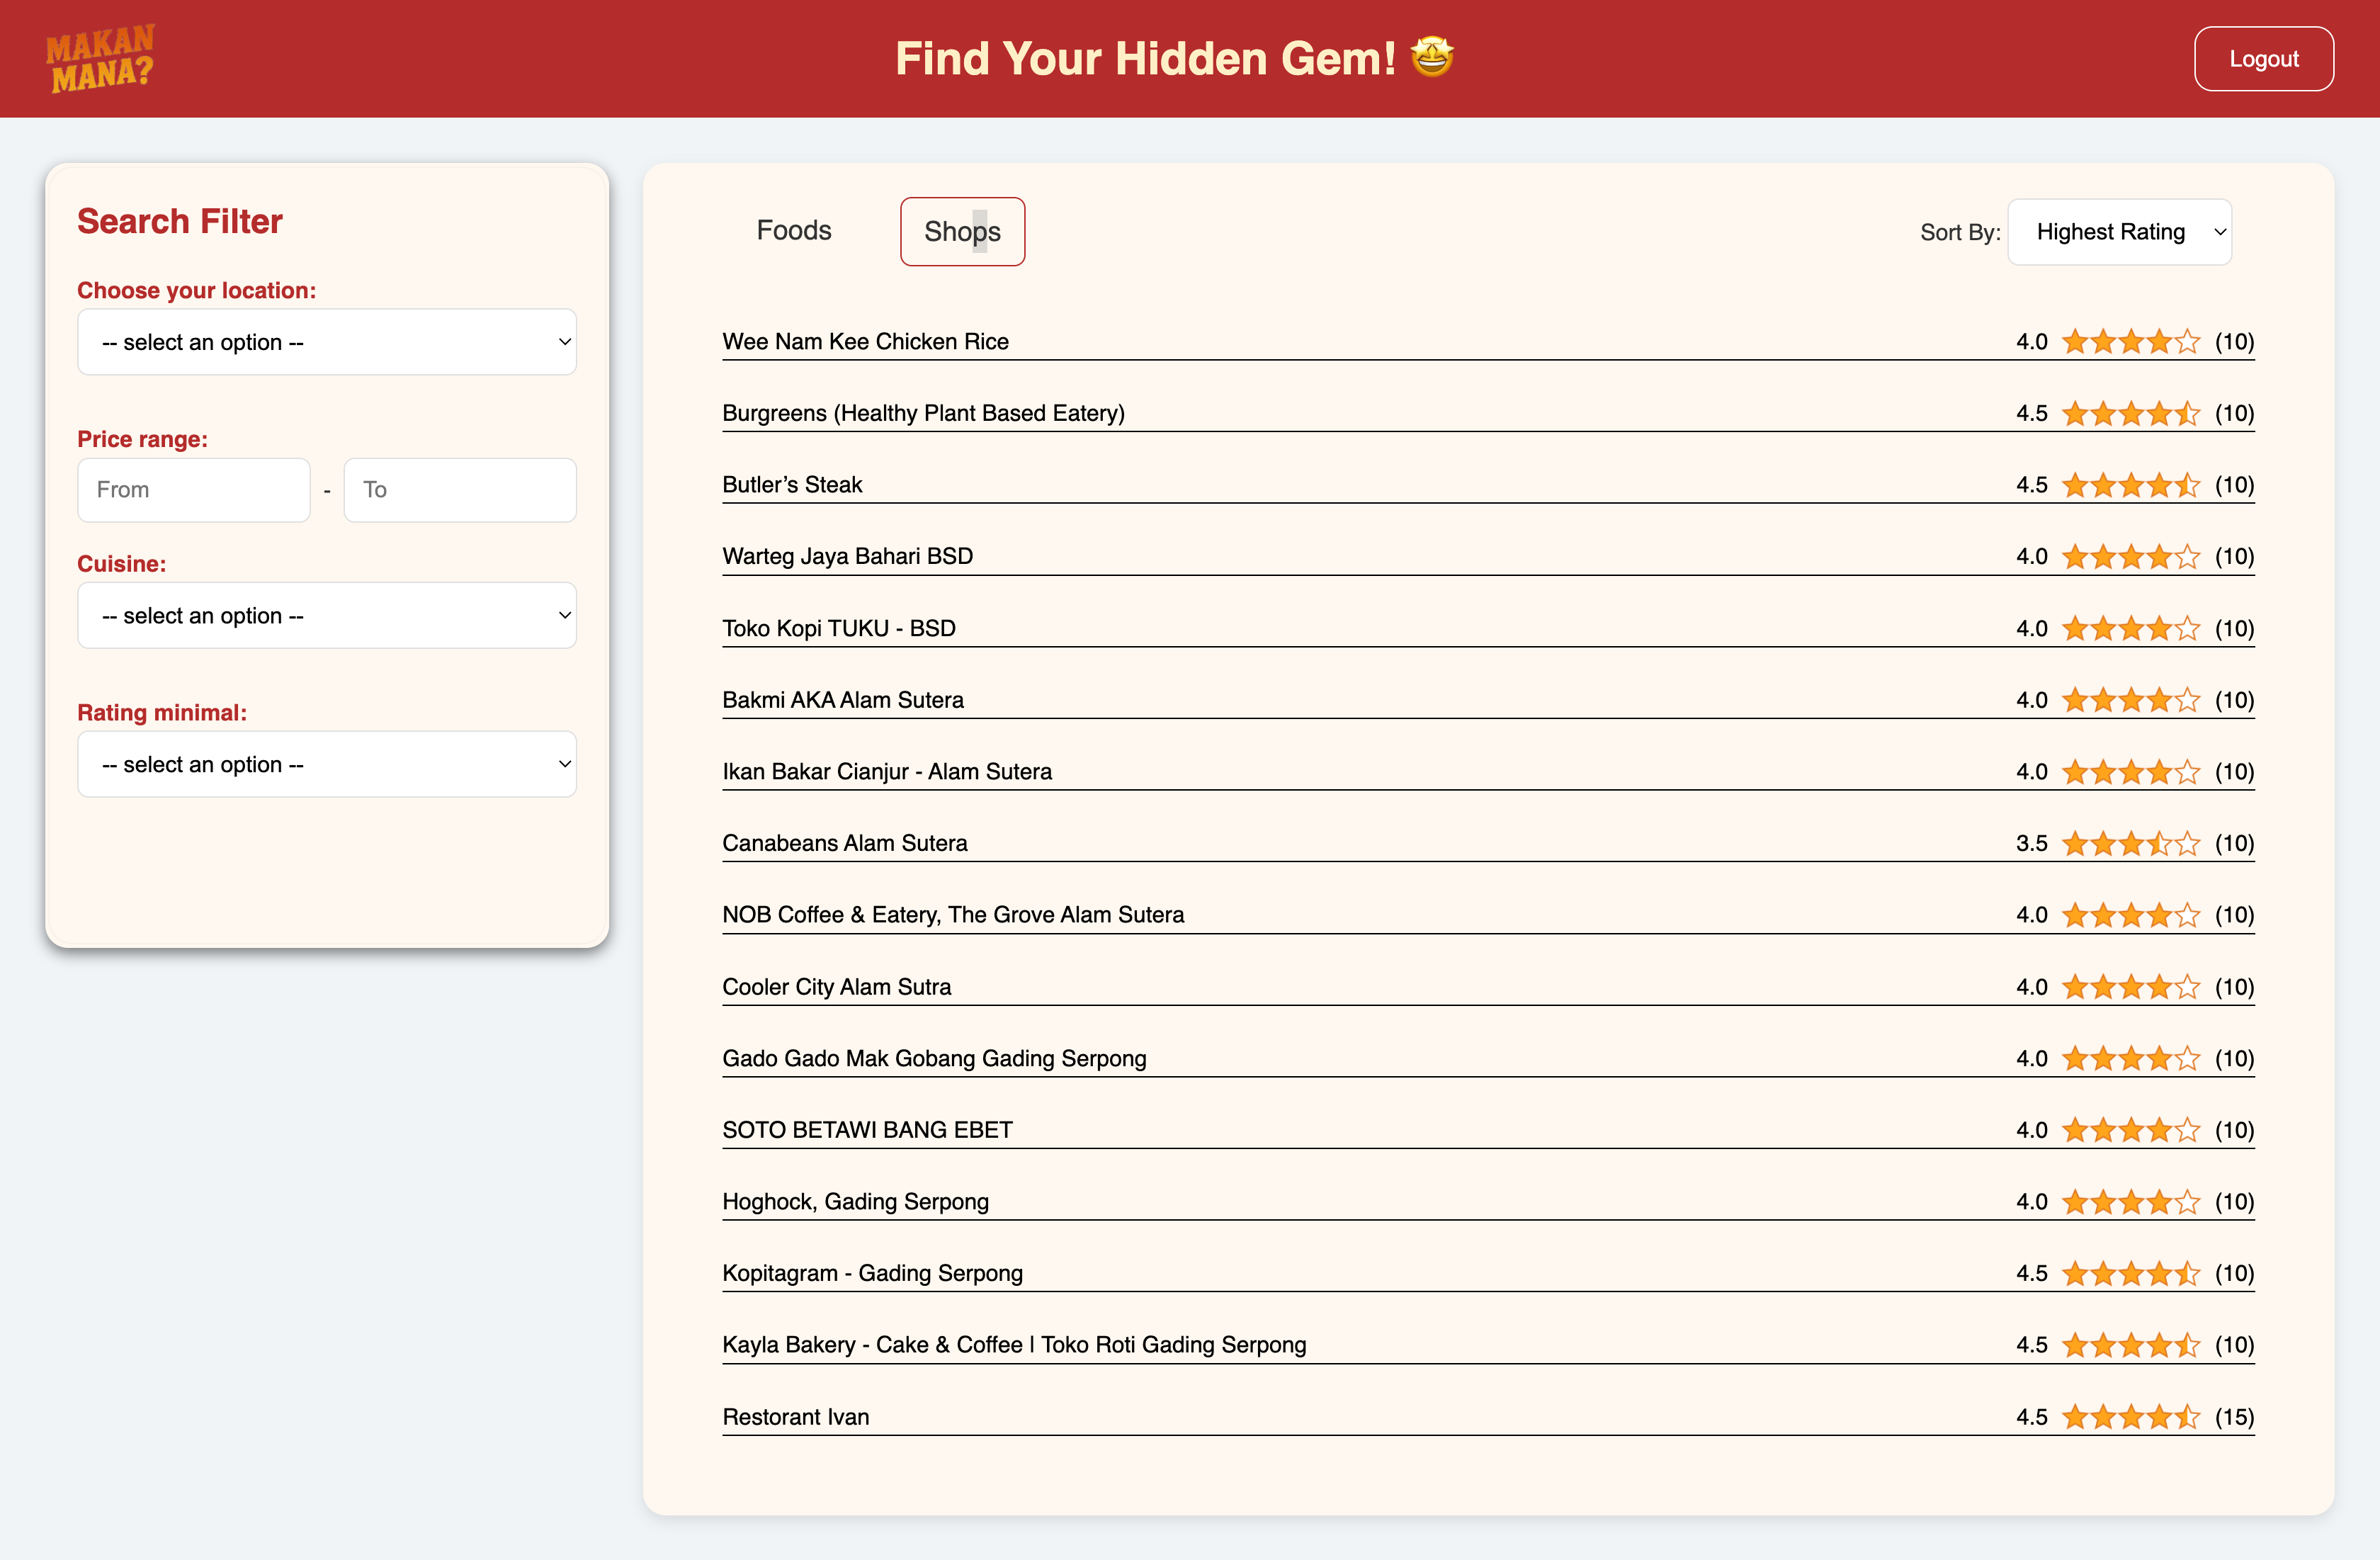 MAKAN
MANA?
Find Your Hidden Gem! 🤩
Logout
Search Filter
Choose your location:
-- select an option --
Price range:
From - To
Cuisine:
-- select an option --
Rating minimal:
-- select an option --
Foods Shops Sort By: Highest Rating
Wee Nam Kee Chicken Rice 4.0 (10)
Burgreens (Healthy Plant Based Eatery) 4.5 (10)
Butler’s Steak 4.5 (10)
Warteg Jaya Bahari BSD 4.0 (10)
Toko Kopi TUKU - BSD 4.0 (10)
Bakmi AKA Alam Sutera 4.0 (10)
Ikan Bakar Cianjur - Alam Sutera 4.0 (10)
Canabeans Alam Sutera 3.5 (10)
NOB Coffee & Eatery, The Grove Alam Sutera 4.0 (10)
Cooler City Alam Sutra 4.0 (10)
Gado Gado Mak Gobang Gading Serpong 4.0 (10)
SOTO BETAWI BANG EBET 4.0 (10)
Hoghock, Gading Serpong 4.0 (10)
Kopitagram - Gading Serpong 4.5 (10)
Kayla Bakery - Cake & Coffee | Toko Roti Gading Serpong 4.5 (10)
Restorant Ivan 4.5 (15)